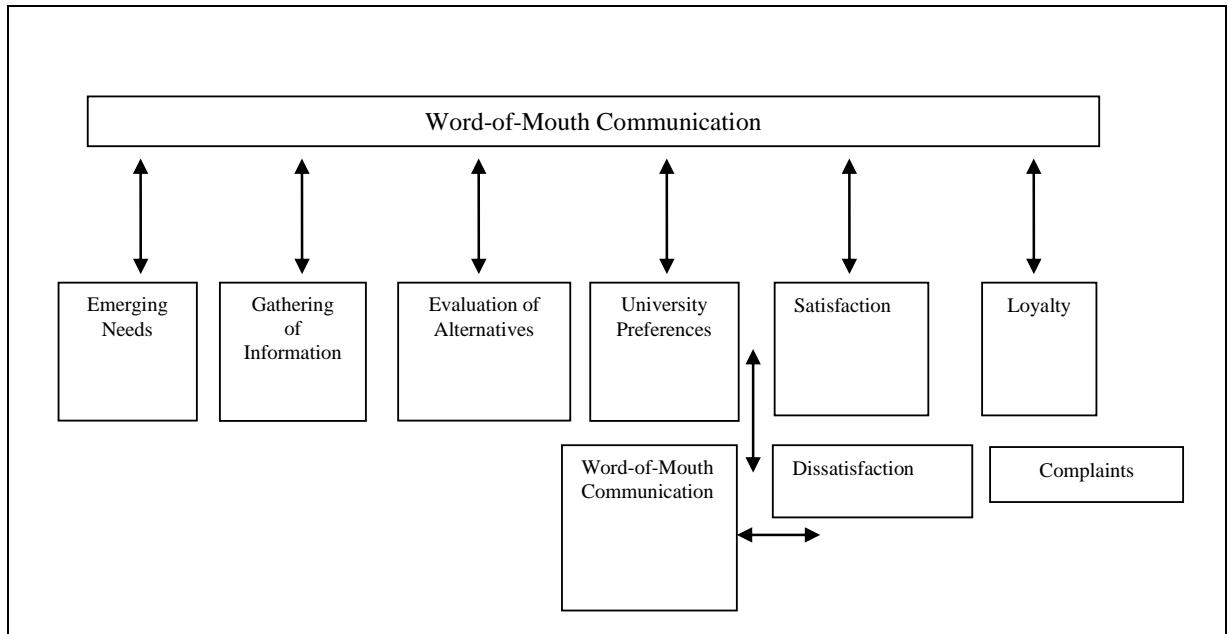 Word-of-Mouth Communication
Emerging
Needs
Gathering
of
Information
Evaluation of
Alternatives
University
Preferences
Satisfaction
Loyalty
Word-of-Mouth
Communication
Dissatisfaction
Complaints